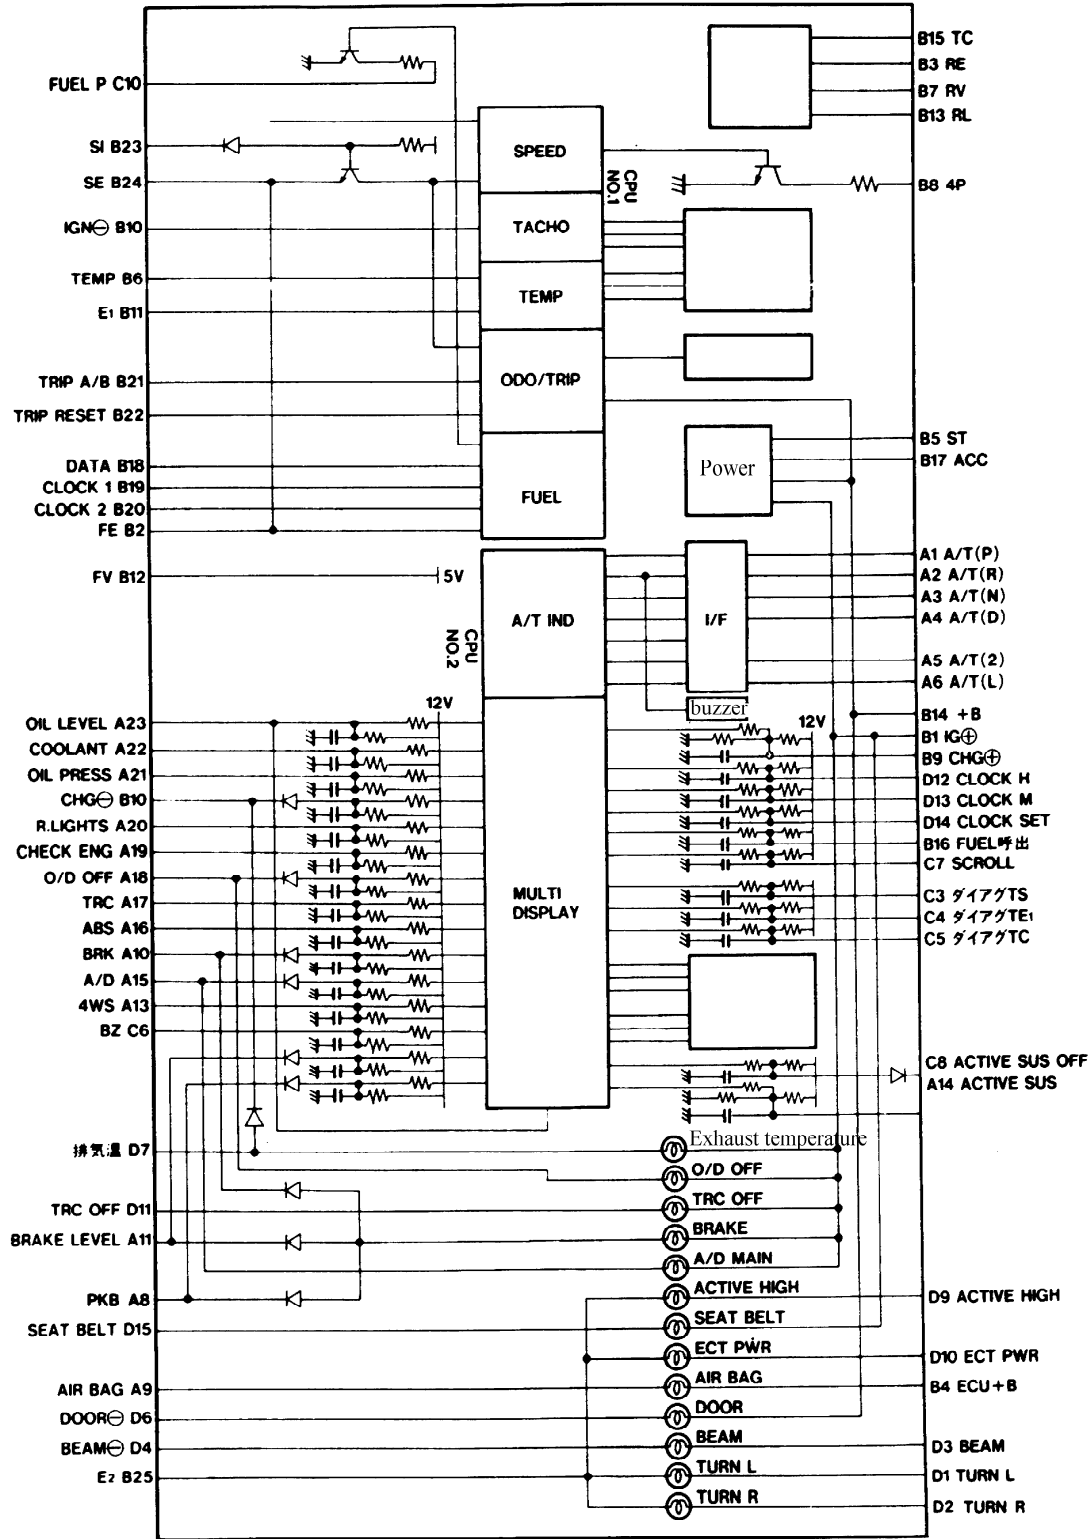 FUEL P C10
SI B23
SE B24
IGN⊖ B10
TEMP B6
E1 B11
TRIP A/B B21
TRIP RESET B22
DATA B18
CLOCK 1 B19
CLOCK 2 B20
FE B2
FV B12
5V
SPEED
TACHO
TEMP
ODO/TRIP
FUEL
CPU
NO.1
B15 TC
B3 RE
B7 RV
B13 RL
B8 4P
Power
B5 ST
B17 ACC
A/T IND
CPU
NO.2
I/F
A1 A/T(P)
A2 A/T(R)
A3 A/T(N)
A4 A/T(D)
A5 A/T(2)
A6 A/T(L)
buzzer
12V
12V
B14 +B
B1 IG⊕
B9 CHG⊕
D12 CLOCK H
D13 CLOCK M
D14 CLOCK SET
B16 FUEL呼出
C7 SCROLL
C3 ダイアグTS
C4 ダイアグTE1
C5 ダイアグTC
C8 ACTIVE SUS OFF
A14 ACTIVE SUS
OIL LEVEL A23
COOLANT A22
OIL PRESS A21
CHG⊖ B10
R.LIGHTS A20
CHECK ENG A19
O/D OFF A18
TRC A17
ABS A16
BRK A10
A/D A15
4WS A13
BZ C6
MULTI
DISPLAY
排気温 D7
TRC OFF D11
BRAKE LEVEL A11
PKB A8
SEAT BELT D15
AIR BAG A9
DOOR⊖ D6
BEAM⊖ D4
E2 B25
Exhaust temperature
O/D OFF
TRC OFF
BRAKE
A/D MAIN
ACTIVE HIGH
SEAT BELT
ECT PWR
AIR BAG
DOOR
BEAM
TURN L
TURN R
D9 ACTIVE HIGH
D10 ECT PWR
B4 ECU+B
D3 BEAM
D1 TURN L
D2 TURN R